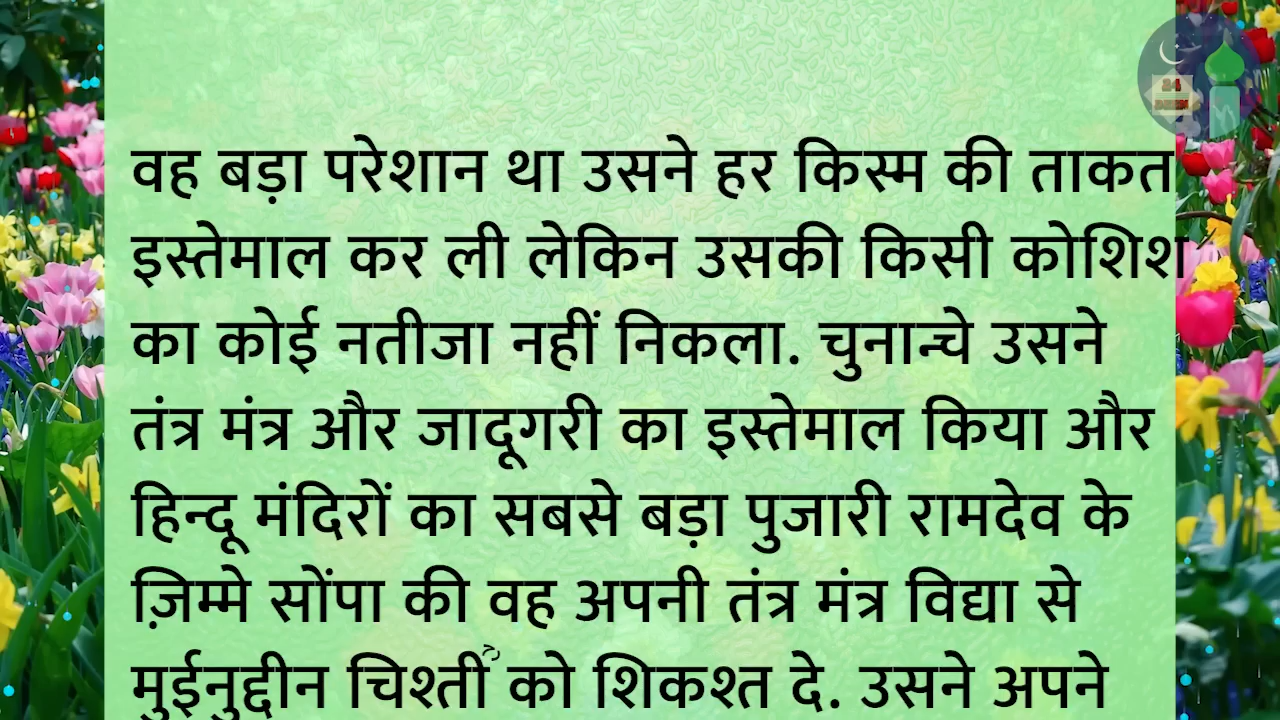 वह बड़ा परेशान था उसने हर किस्म की ताकत
इस्तेमाल कर ली लेकिन उसकी किसी कोशिश
का कोई नतीजा नहीं निकला. चुनान्चे उसने
तंत्र मंत्र और जादूगरी का इस्तेमाल किया और
हिन्दू मंदिरों का सबसे बड़ा पुजारी रामदेव के
ज़िम्मे सोंपा की वह अपनी तंत्र मंत्र विद्या से
मुईनुद्दीन चिश्तीؒ को शिकश्त दे. उसने अपने